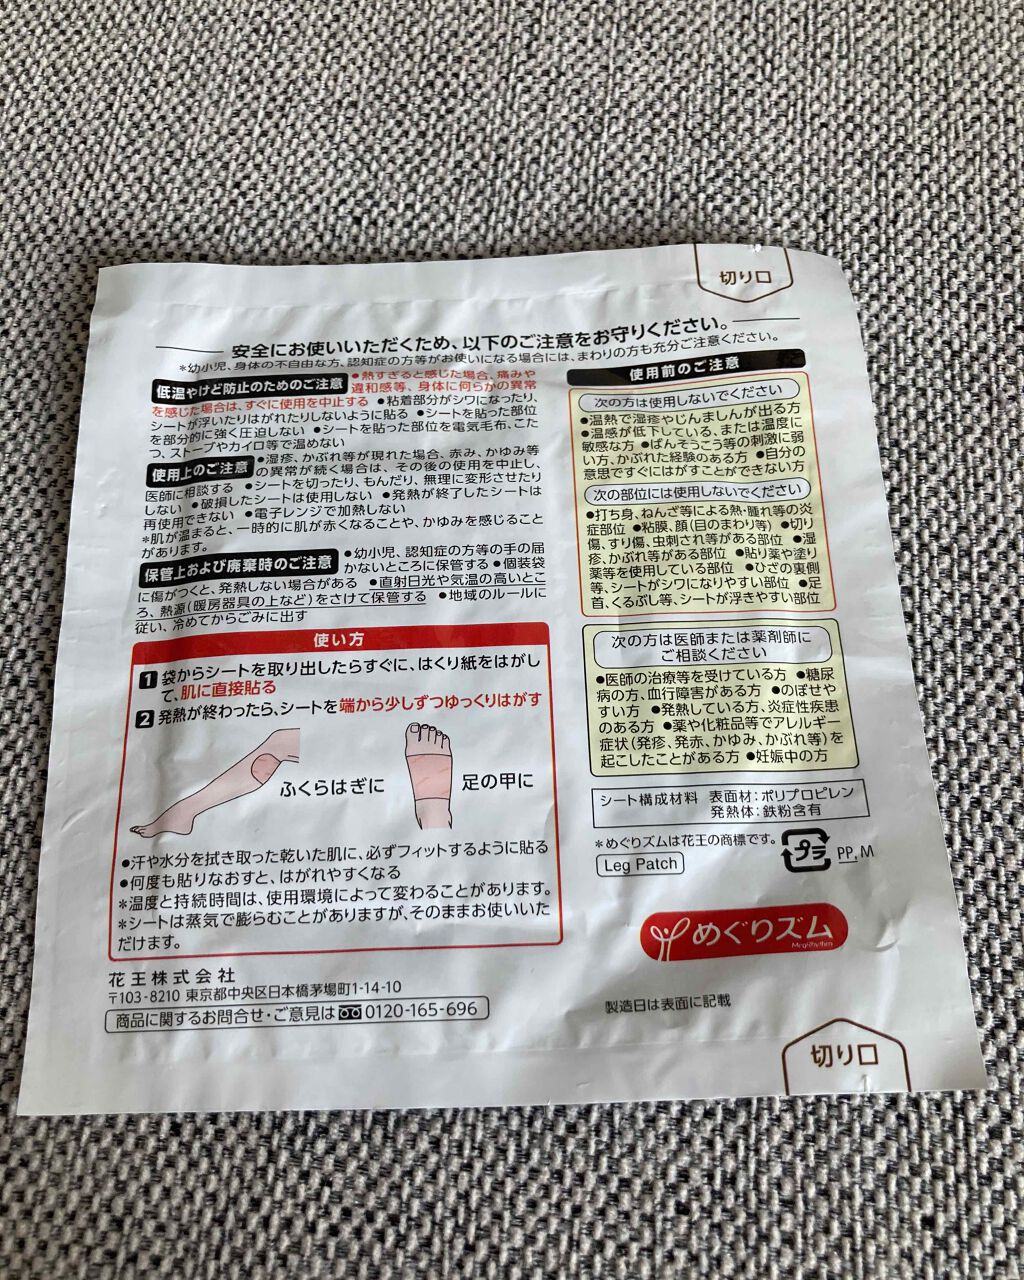 切り口
安全にお使いいただくため、以下のご注意をお守りください。
*幼小児、身体の不自由な方、認知症の方等がお使いになる場合には、まわりの方も充分ご注意ください。
低温やけど防止のためのご注意 ●熱すぎると感じた場合、痛みや
違和感等、身体に何らかの異常
を感じた場合は、すぐに使用を中止する ●粘着部分がシワになったり、
シートが浮いたりはがれたりしないように貼る ●シートを貼った部位
を部分的に強く圧迫しない ●シートを貼った部位を電気毛布、こた
つ、ストーブやカイロ等で温めない
使用上のご注意 ●湿疹、かぶれ等が現れた場合、赤み、かゆみ等
の異常が続く場合は、その後の使用を中止し、
医師に相談する ●シートを切ったり、もんだり、無理に変形させたり
しない ●破損したシートは使用しない ●発熱が終了したシートは
再使用できない ●電子レンジで加熱しない
*肌が温まると、一時的に肌が赤くなることや、かゆみを感じること
があります。
保管上および廃棄時のご注意 ●幼小児、認知症の方等の手の届
かないところに保管する ●個装袋
に傷がつくと、発熱しない場合がある ●直射日光や気温の高いとこ
ろ、熱源(暖房器具の上など)をさけて保管する ●地域のルールに
従い、冷めてからごみに出す
使い方
1 袋からシートを取り出したらすぐに、はくり紙をはがし
て、肌に直接貼る
2 発熱が終わったら、シートを端から少しずつゆっくりはがす
ふくらはぎに
足の甲に
●汗や水分を拭き取った乾いた肌に、必ずフィットするように貼る
●何度も貼りなおすと、はがれやすくなる
*温度と持続時間は、使用環境によって変わることがあります。
*シートは蒸気で膨らむことがありますが、そのままお使いいた
だけます。
花王株式会社
〒103-8210 東京都中央区日本橋茅場町1-14-10
商品に関するお問合せ・ご意見は 0120-165-696
使用前のご注意
次の方は使用しないでください
●温熱で湿疹やじんましんが出る方
●温感が低下している、または温度に
敏感な方 ●ばんそうこう等の刺激に弱
い方、かぶれた経験のある方 ●自分の
意思ですぐにはがすことができない方
次の部位には使用しないでください
●打ち身、ねんざ等による熱・腫れ等の炎
症部位 ●粘膜、顔(目のまわり等) ●切り
傷、すり傷、虫刺され等がある部位 ●湿
疹、かぶれ等がある部位 ●貼り薬や塗り
薬等を使用している部位 ●ひざの裏側
等、シートがシワになりやすい部位 ●足
首、くるぶし等、シートが浮きやすい部位
次の方は医師または薬剤師に
ご相談ください
●医師の治療等を受けている方 ●糖尿
病の方、血行障害がある方 ●のぼせや
すい方 ●発熱している方、炎症性疾患
のある方 ●薬や化粧品等でアレルギー
症状(発疹、発赤、かゆみ、かぶれ等)を
起こしたことがある方 ●妊娠中の方
シート構成材料 表面材:ポリプロピレン
発熱体:鉄粉含有
*めぐりズムは花王の商標です。
Leg Patch
プラ PP, M
めぐりズム
MegRhythm
製造日は表面に記載
切り口